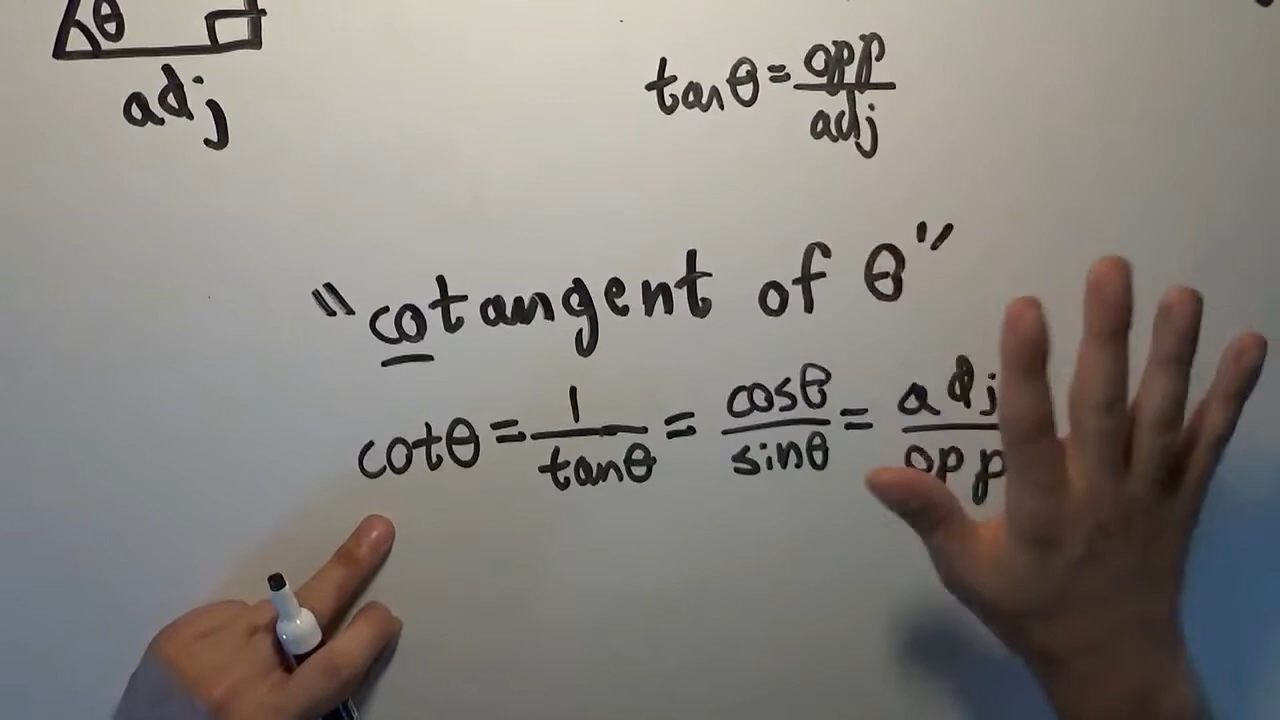 θ
adj
tanθ = opp/adj
"cotangent of θ"
cotθ = 1/tanθ = cosθ/sinθ = adj/opp